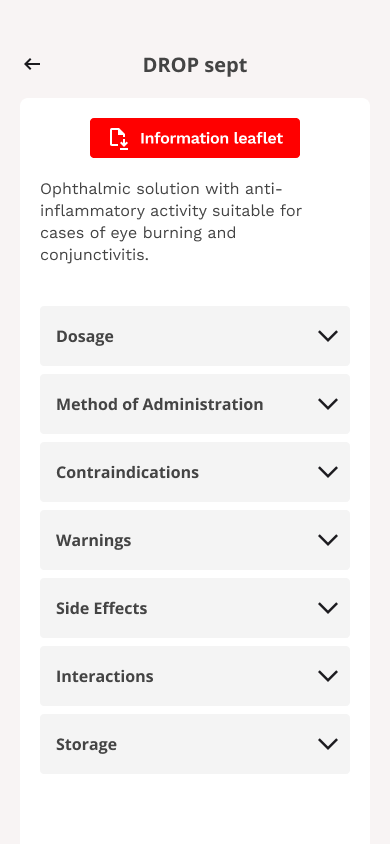 DROP sept
Information leaflet
Ophthalmic solution with anti-
inflammatory activity suitable for
cases of eye burning and
conjunctivitis.
Dosage
Method of Administration
Contraindications
Warnings
Side Effects
Interactions
Storage